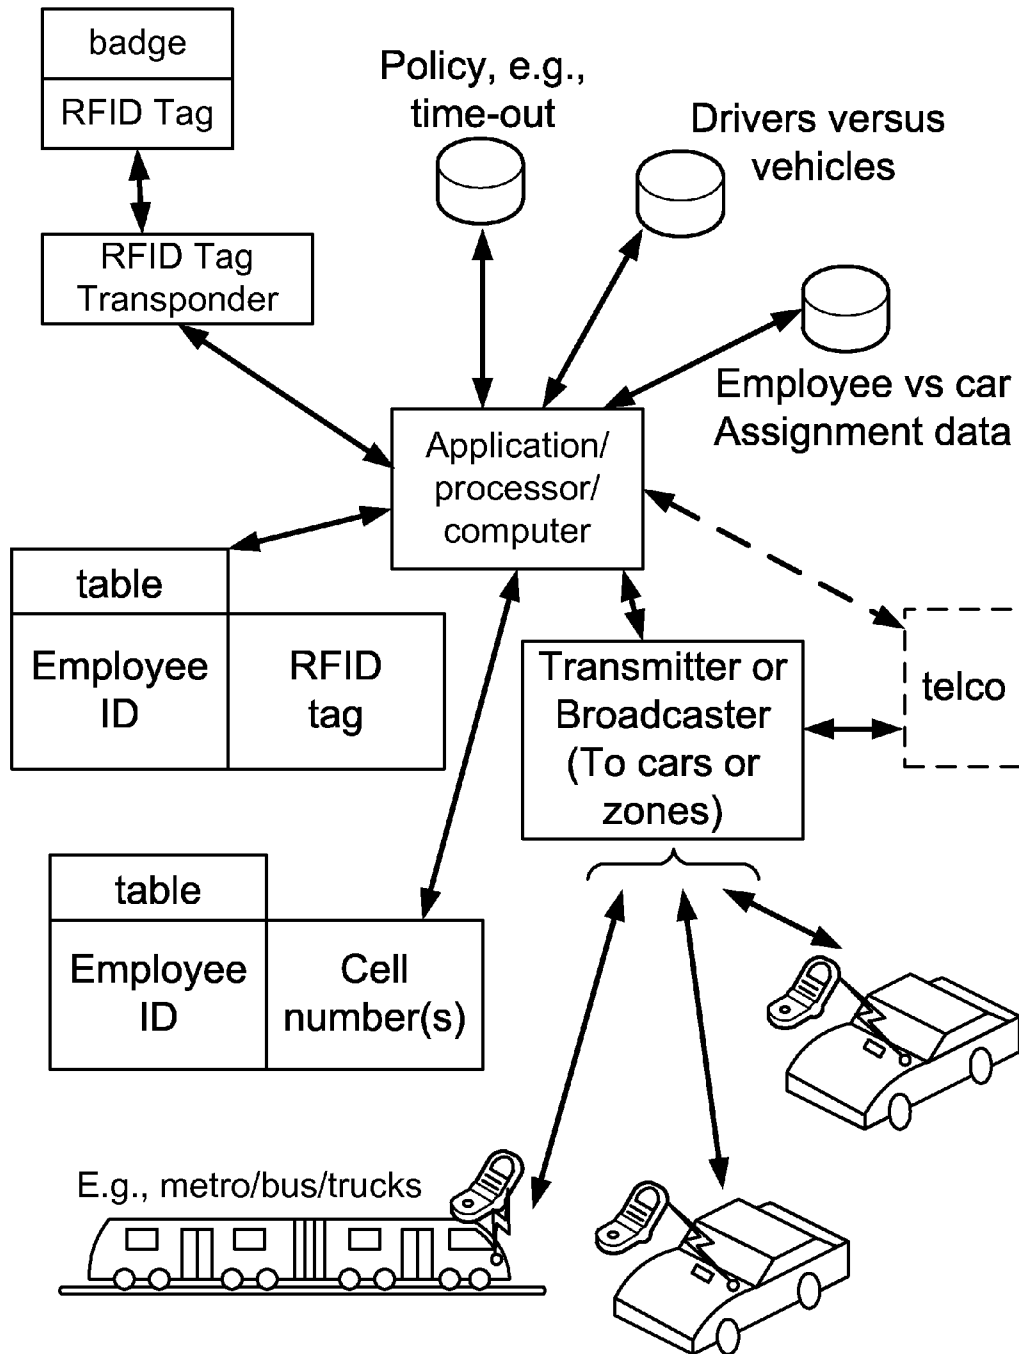 badge
RFID Tag
Policy, e.g.,
time-out
Drivers versus
vehicles
RFID Tag
Transponder
Employee vs car
Assignment data
Application/
processor/
computer
table
Employee
ID
RFID
tag
Transmitter or
Broadcaster
(To cars or
zones)
telco
table
Employee
ID
Cell
number(s)
E.g., metro/bus/trucks